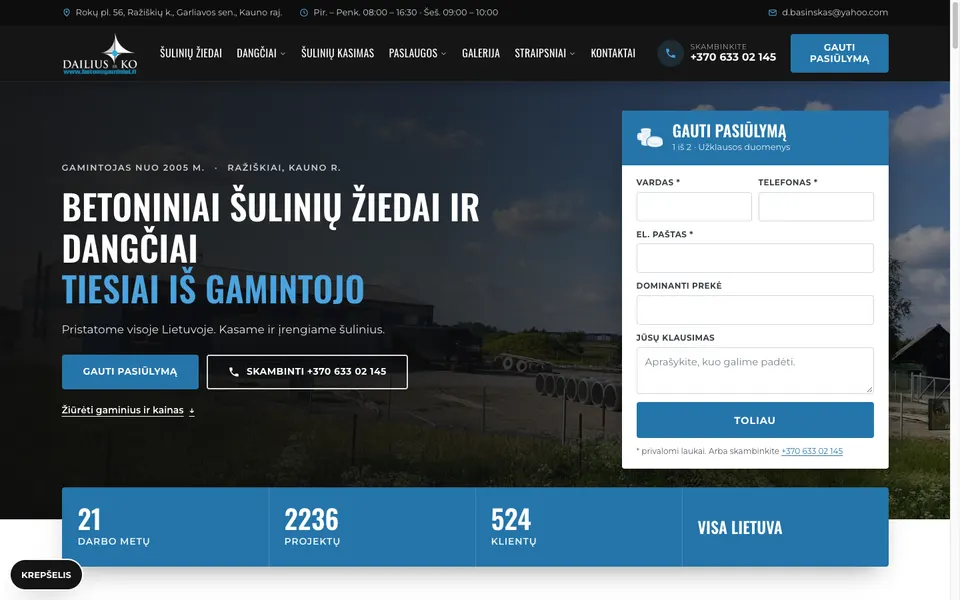 Rokų pl. 56, Ražiškių k., Garliavos sen., Kauno raj.
Pir. – Penk. 08:00 – 16:30 · Šeš. 09:00 – 10:00
d.basinskas@yahoo.com
DAILIUS ir KO
www.betonogaminiai.lt
ŠULINIŲ ŽIEDAI
DANGČIAI
ŠULINIŲ KASIMAS
PASLAUGOS
GALERIJA
STRAIPSNIAI
KONTAKTAI
SKAMBINKITE
+370 633 02 145
GAUTI
PASIŪLYMĄ
GAMINTOJAS NUO 2005 M. · RAŽIŠKIAI, KAUNO R.
BETONINIAI ŠULINIŲ ŽIEDAI IR
DANGČIAI
TIESIAI IŠ GAMINTOJO
Pristatome visoje Lietuvoje. Kasame ir įrengiame šulinius.
GAUTI PASIŪLYMĄ
SKAMBINTI +370 633 02 145
Žiūrėti gaminius ir kainas ↓
GAUTI PASIŪLYMĄ
1 iš 2 · Užklausos duomenys
VARDAS *
TELEFONAS *
EL. PAŠTAS *
DOMINANTI PREKĖ
JŪSŲ KLAUSIMAS
Aprašykite, kuo galime padėti.
TOLIAU
* privalomi laukai. Arba skambinkite +370 633 02 145
21
DARBO METŲ
2236
PROJEKTŲ
524
KLIENTŲ
VISA LIETUVA
KREPŠELIS